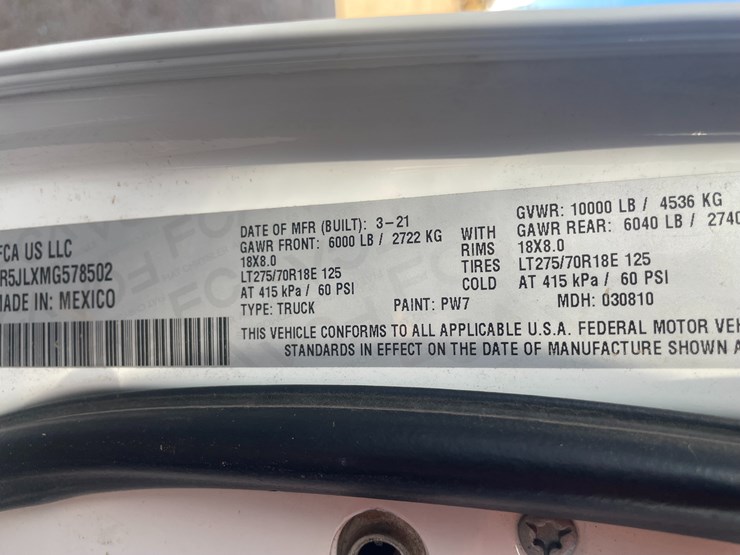 FCA US LLC
R5JLXMG578502
MADE IN: MEXICO
DATE OF MFR (BUILT): 3-21
GAWR FRONT: 6000 LB / 2722 KG
18X8.0
LT275/70R18E 125
AT 415 kPa / 60 PSI
TYPE: TRUCK
PAINT: PW7
WITH
RIMS
TIRES
COLD
GVWR: 10000 LB / 4536 KG
GAWR REAR: 6040 LB / 2740
18X8.0
LT275/70R18E 125
AT 415 kPa / 60 PSI
MDH: 030810
THIS VEHICLE CONFORMS TO ALL APPLICABLE U.S.A. FEDERAL MOTOR VEH
STANDARDS IN EFFECT ON THE DATE OF MANUFACTURE SHOWN A